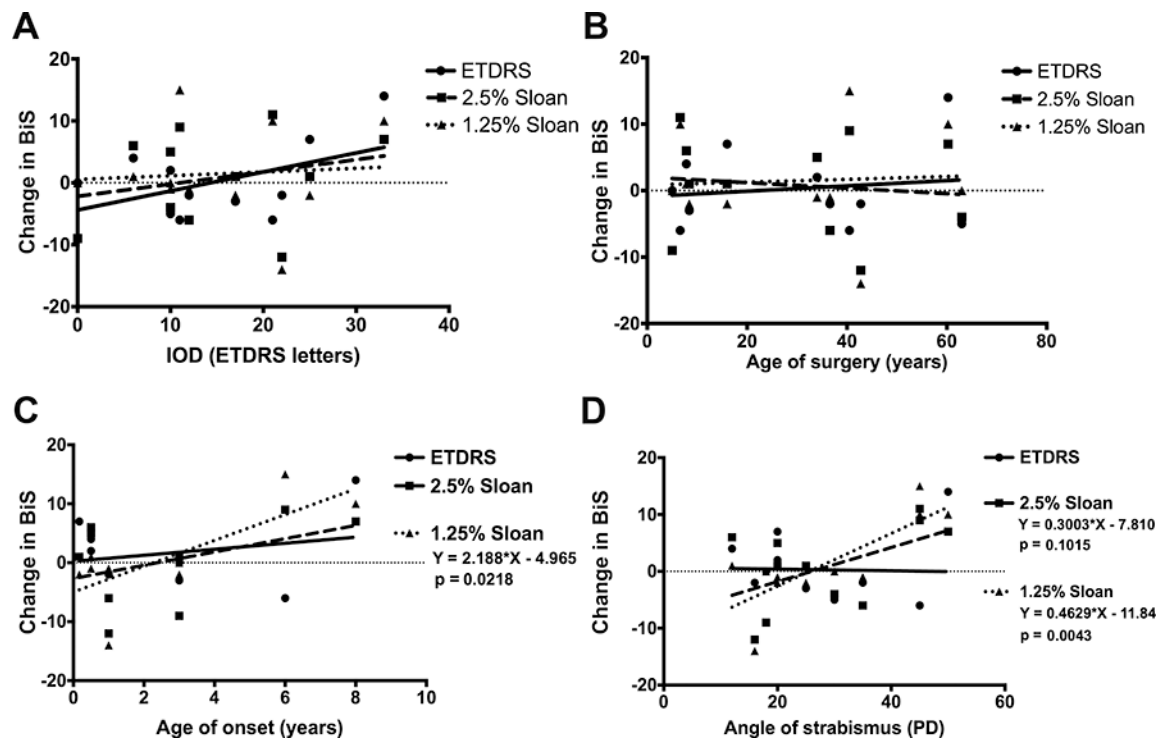 A
20
10
0
-10
-20
Change in BiS
0
10
20
30
40
IOD (ETDRS letters)
ETDRS
2.5% Sloan
1.25% Sloan
B
20
10
0
-10
-20
Change in BiS
0
20
40
60
80
Age of surgery (years)
ETDRS
2.5% Sloan
1.25% Sloan
C
20
10
0
-10
-20
Change in BiS
0
2
4
6
8
10
Age of onset (years)
ETDRS
2.5% Sloan
1.25% Sloan
Y = 2.188*X - 4.965
p = 0.0218
D
20
10
0
-10
-20
Change in BiS
0
20
40
60
Angle of strabismus (PD)
ETDRS
2.5% Sloan
Y = 0.3003*X - 7.810
p = 0.1015
1.25% Sloan
Y = 0.4629*X - 11.84
p = 0.0043